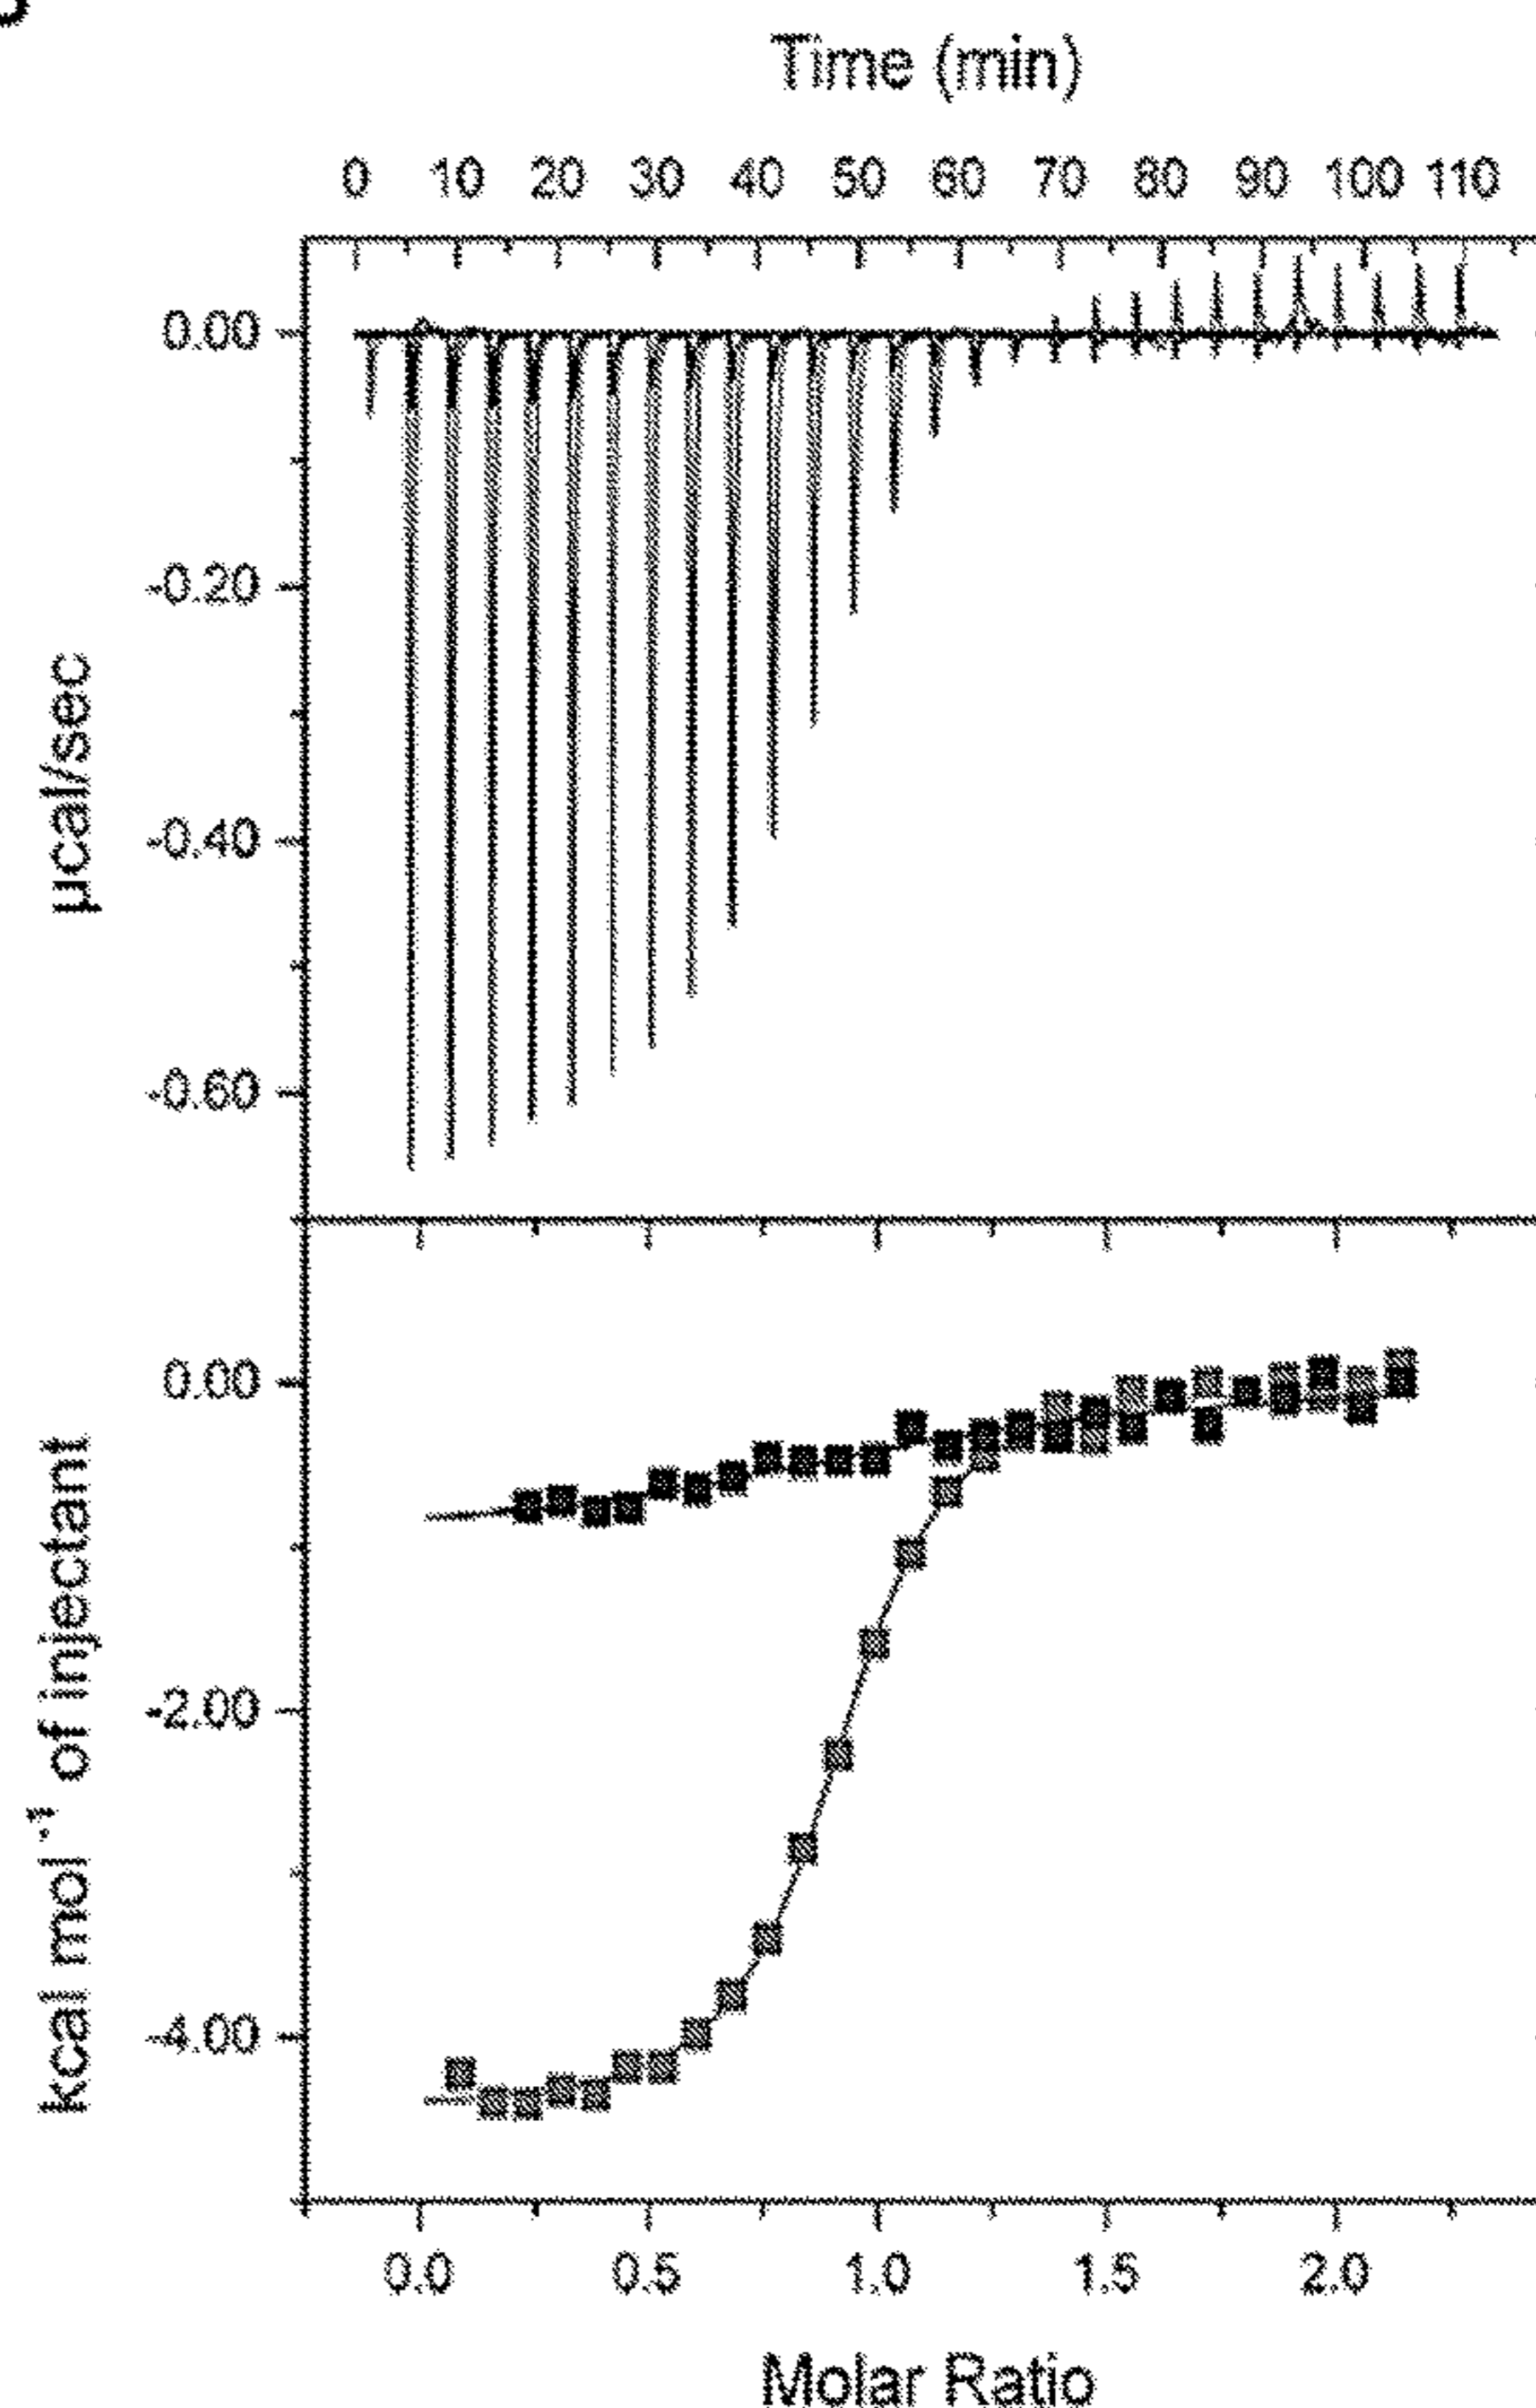 Time (min)
0 10 20 30 40 50 60 70 80 90 100 110
0.00
-0.20
-0.40
-0.60
µcal/sec
0.00
-2.00
-4.00
kcal mol⁻¹ of injectant
0.0 0.5 1.0 1.5 2.0
Molar Ratio